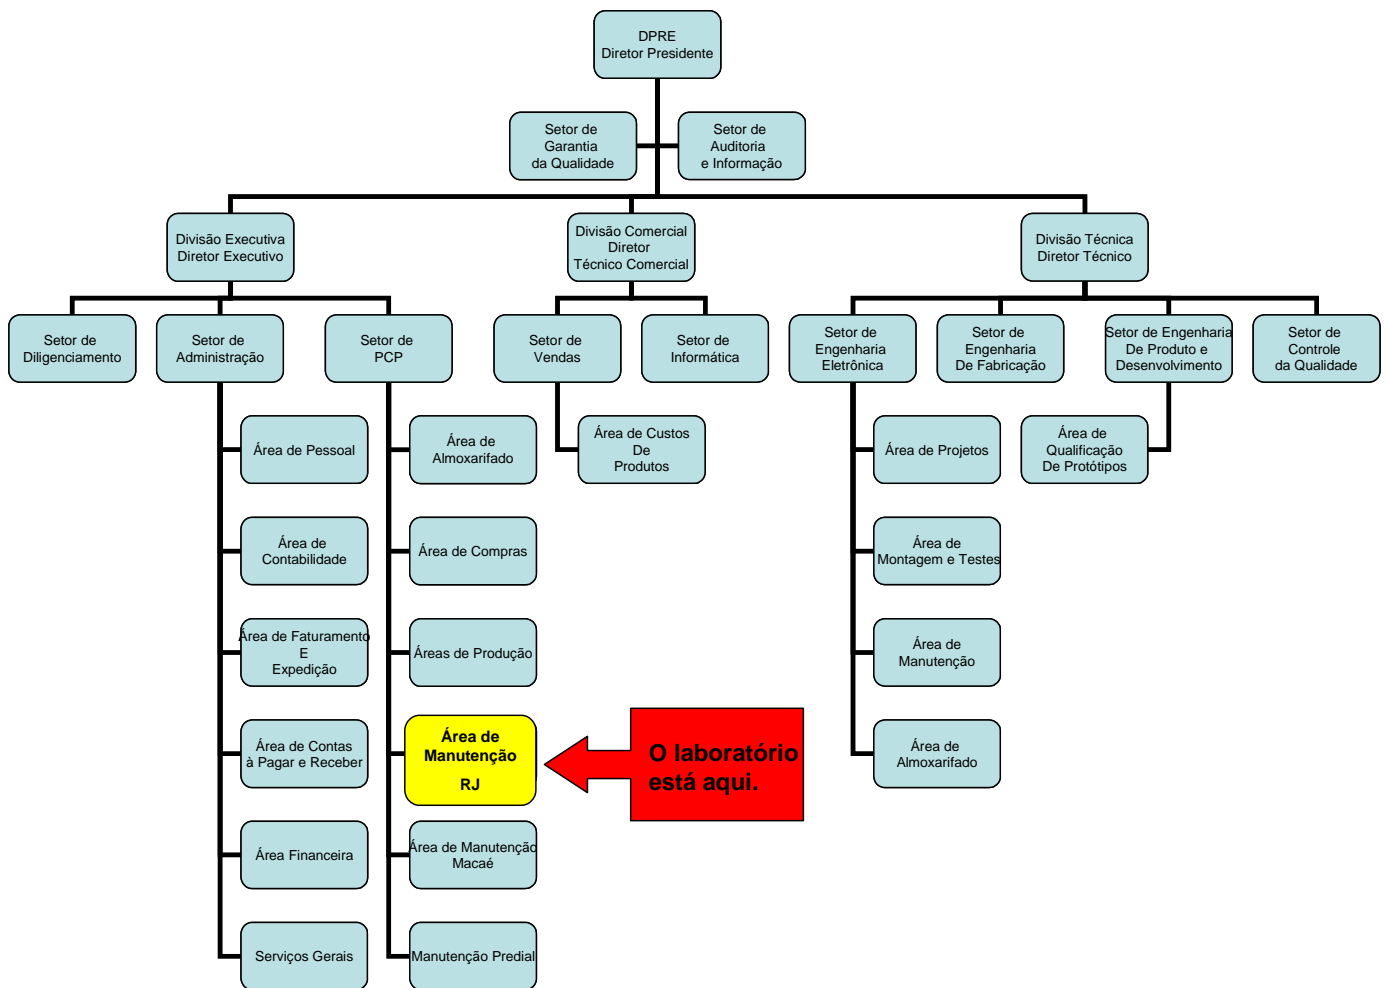 DPRE
Diretor Presidente
Setor de
Garantia
da Qualidade
Setor de
Auditoria
e Informação
Divisão Executiva
Diretor Executivo
Divisão Comercial
Diretor
Técnico Comercial
Divisão Técnica
Diretor Técnico
Setor de
Diligenciamento
Setor de
Administração
Setor de
PCP
Setor de
Vendas
Setor de
Informática
Setor de
Engenharia
Eletrônica
Setor de
Engenharia
De Fabricação
Setor de Engenharia
De Produto e
Desenvolvimento
Setor de
Controle
da Qualidade
Área de Pessoal
Área de
Almoxarifado
Área de Custos
De
Produtos
Área de Projetos
Área de
Qualificação
De Protótipos
Área de
Contabilidade
Área de Compras
Área de
Montagem e Testes
Área de Faturamento
E
Expedição
Áreas de Produção
Área de
Manutenção
Área de Contas
à Pagar e Receber
Área de
Manutenção
RJ
O laboratório
está aqui.
Área de
Almoxarifado
Área Financeira
Área de Manutenção
Macaé
Serviços Gerais
Manutenção Predial